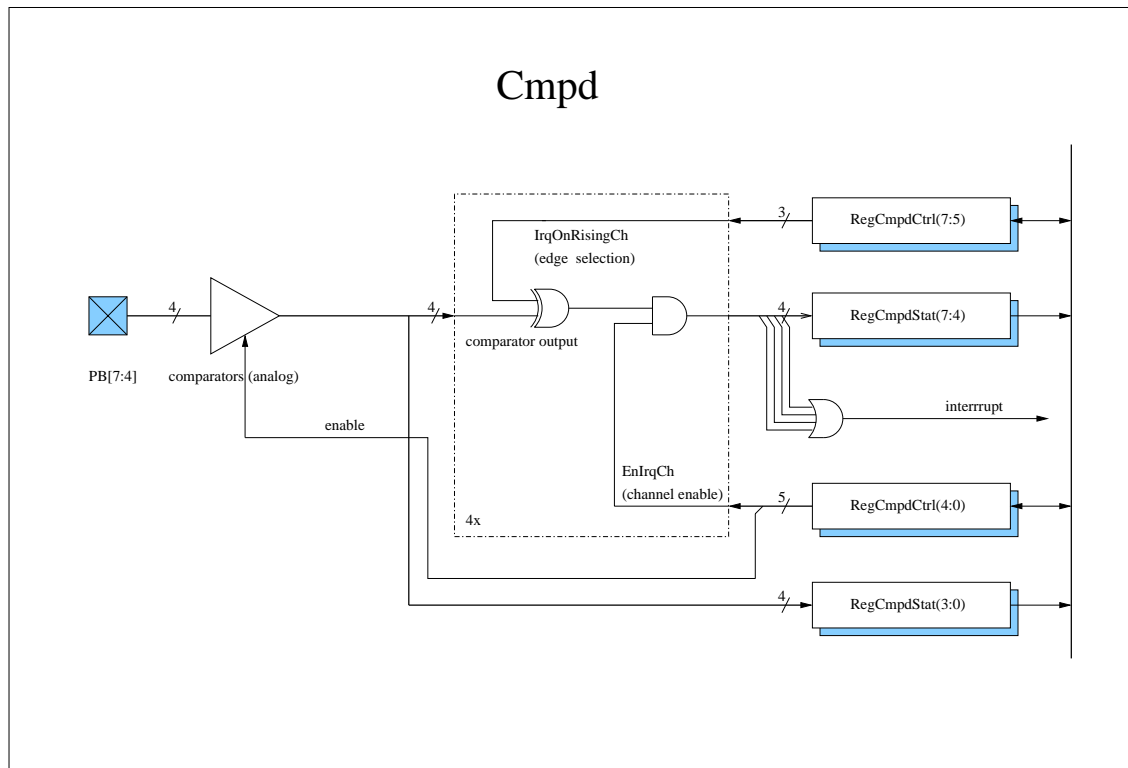 Cmpd
3
RegCmpdCtrl(7:5)
IrqOnRisingCh
(edge selection)
4
4
4
RegCmpdStat(7:4)
comparator output
PB[7:4]
comparators (analog)
interrrupt
enable
EnIrqCh
(channel enable)
5
RegCmpdCtrl(4:0)
4x
4
RegCmpdStat(3:0)